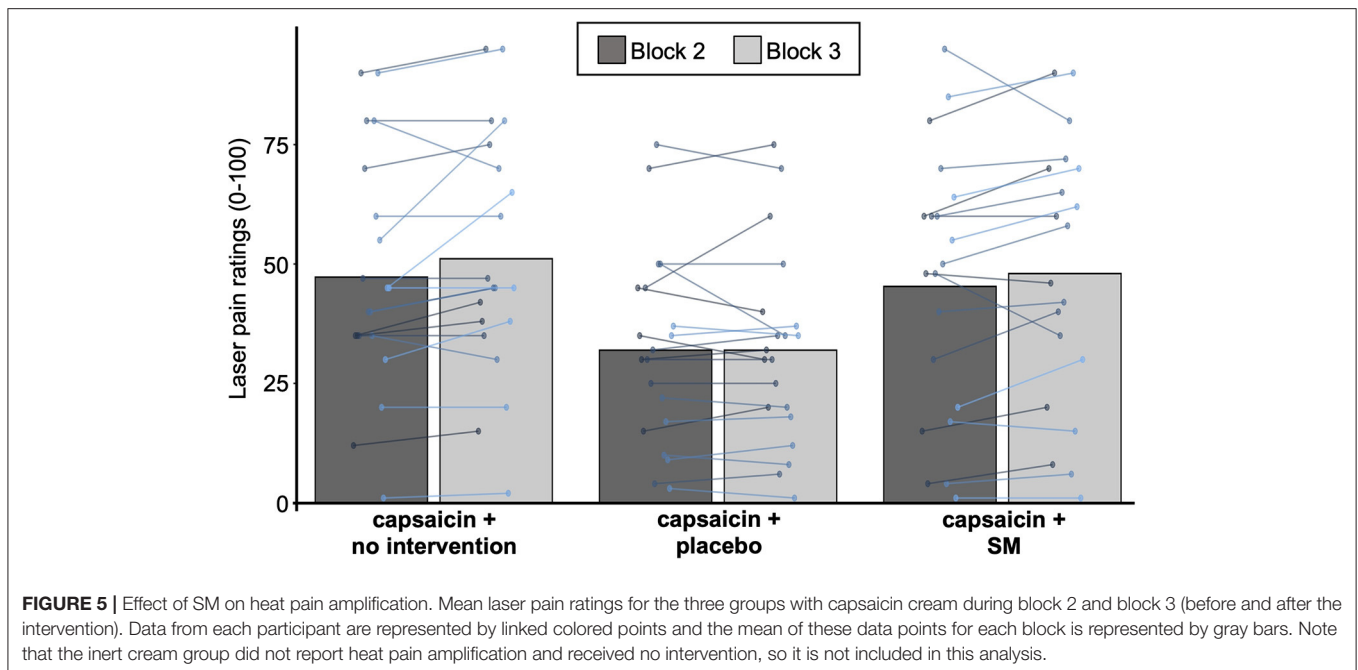 Block 2 Block 3
Laser pain ratings (0-100)
75
50
25
0
capsaicin + no intervention
capsaicin + placebo
capsaicin + SM
FIGURE 5 | Effect of SM on heat pain amplification. Mean laser pain ratings for the three groups with capsaicin cream during block 2 and block 3 (before and after the
intervention). Data from each participant are represented by linked colored points and the mean of these data points for each block is represented by gray bars. Note
that the inert cream group did not report heat pain amplification and received no intervention, so it is not included in this analysis.